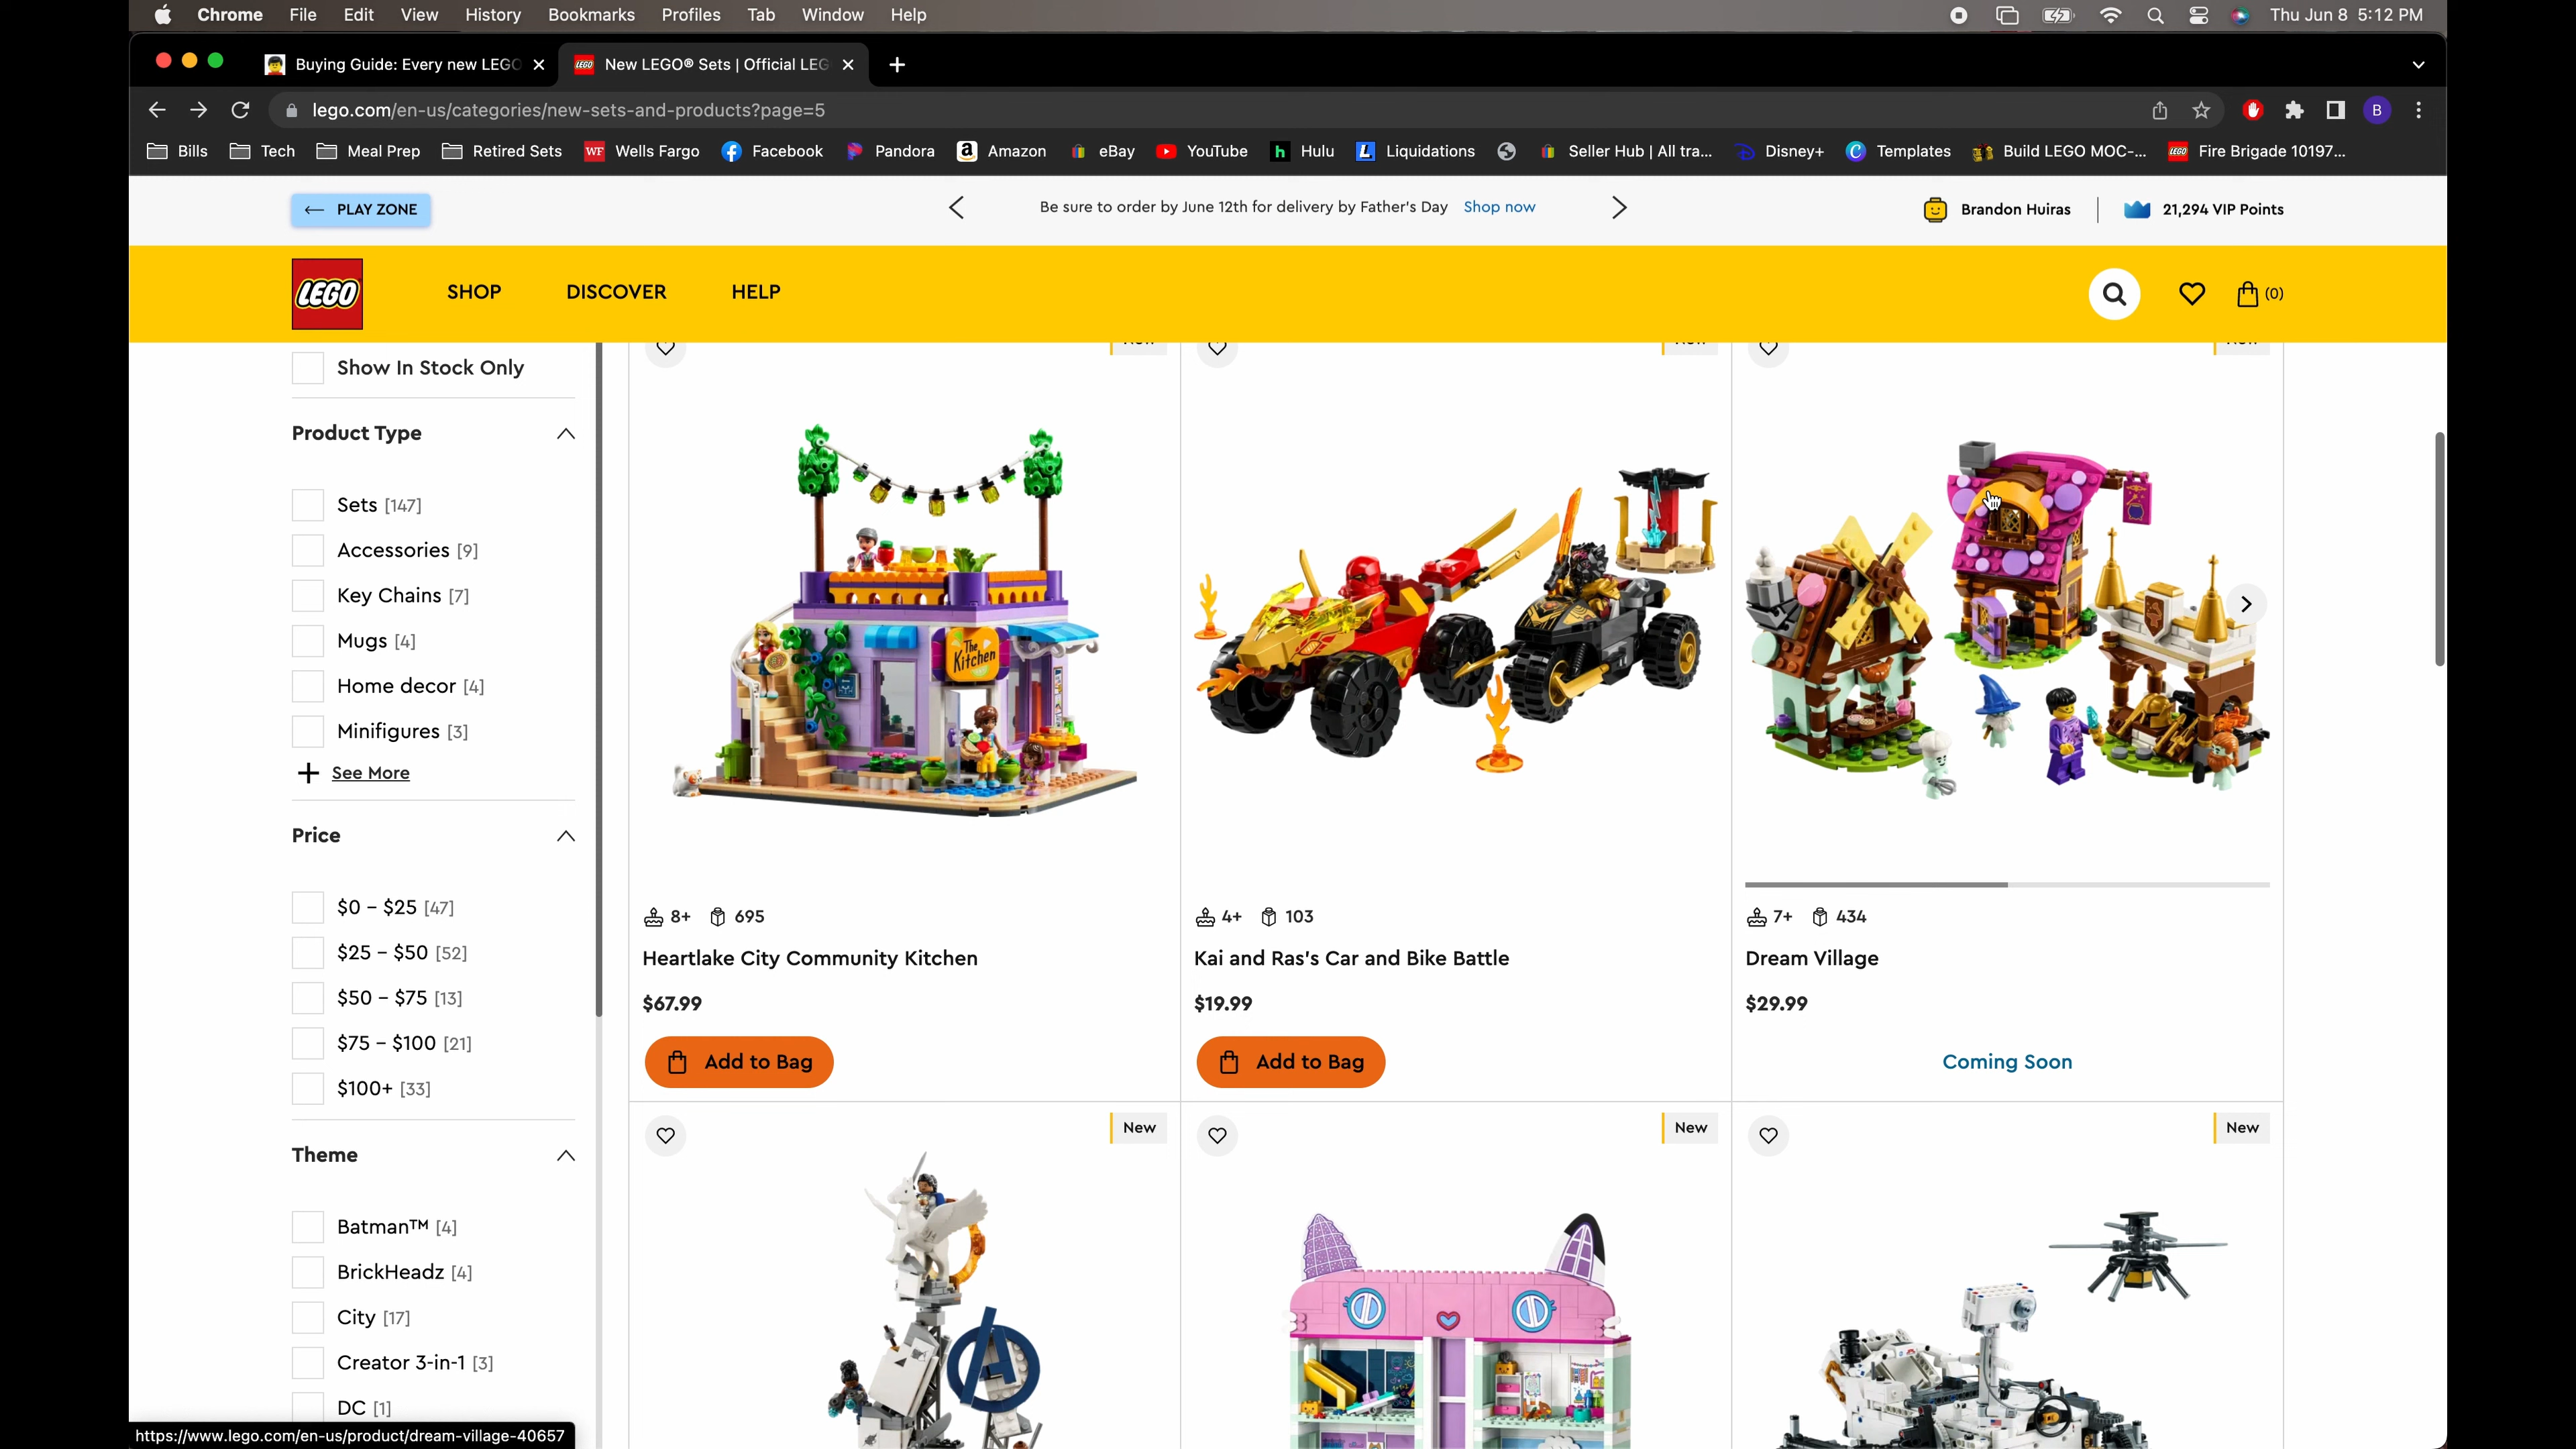 Chrome File Edit View History Bookmarks Profiles Tab Window Help Thu Jun 8 5:12 PM
Buying Guide: Every new LEGO New LEGO® Sets | Official LEG
lego.com/en-us/categories/new-sets-and-products?page=5 B
Bills Tech Meal Prep Retired Sets WF Wells Fargo Facebook Pandora Amazon eBay YouTube Hulu Liquidations Seller Hub | All tra... Disney+ Templates Build LEGO MOC-... Fire Brigade 10197...
PLAY ZONE Be sure to order by June 12th for delivery by Father's Day Shop now Brandon Huiras 21,294 VIP Points
LEGO SHOP DISCOVER HELP (0)
Show In Stock Only
Product Type
Sets [147]
Accessories [9]
Key Chains [7]
Mugs [4]
Home decor [4]
Minifigures [3]
See More
Price
$0 – $25 [47]
$25 – $50 [52]
$50 – $75 [13]
$75 – $100 [21]
$100+ [33]
Theme
Batman™ [4]
BrickHeadz [4]
City [17]
Creator 3-in-1 [3]
DC [1]
The Kitchen
8+ 695
Heartlake City Community Kitchen
$67.99
Add to Bag
4+ 103
Kai and Ras's Car and Bike Battle
$19.99
Add to Bag
7+ 434
Dream Village
$29.99
Coming Soon
New
New
New
https://www.lego.com/en-us/product/dream-village-40657